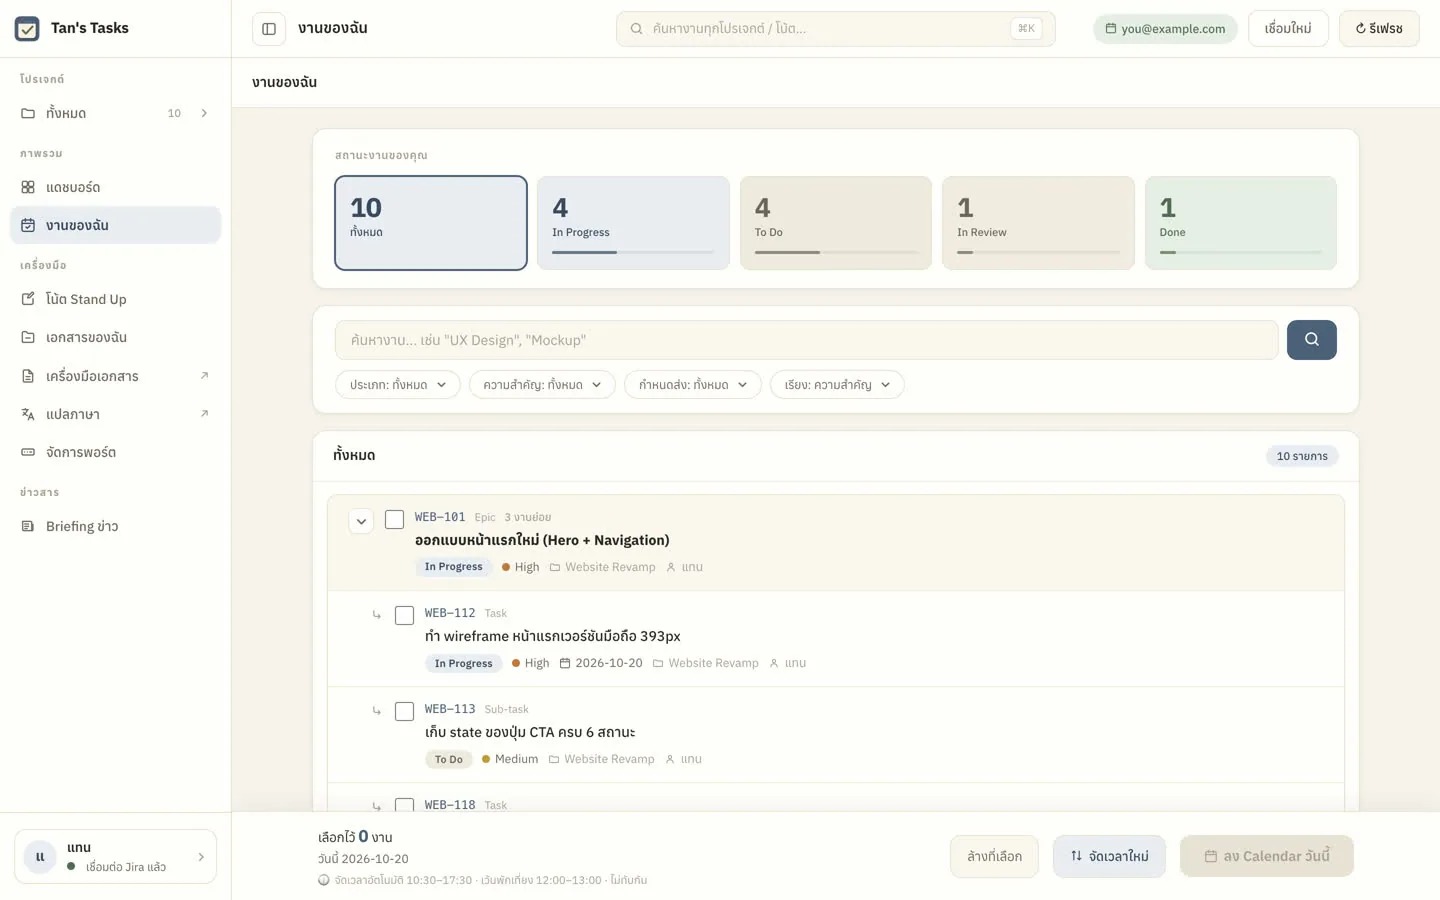 Tan's Tasks
งานของฉัน
ค้นหางานทุกโปรเจกต์ / โน้ต...
⌘K
you@example.com
เชื่อมใหม่
รีเฟรช
โปรเจกต์
ทั้งหมด
10
ภาพรวม
แดชบอร์ด
งานของฉัน
เครื่องมือ
โน้ต Stand Up
เอกสารของฉัน
เครื่องมือเอกสาร
แปลภาษา
จัดการพอร์ต
ข่าวสาร
Briefing ข่าว
แ
แทน
เชื่อมต่อ Jira แล้ว
งานของฉัน
สถานะงานของคุณ
10
ทั้งหมด
4
In Progress
4
To Do
1
In Review
1
Done
ค้นหางาน... เช่น "UX Design", "Mockup"
ประเภท: ทั้งหมด
ความสำคัญ: ทั้งหมด
กำหนดส่ง: ทั้งหมด
เรียง: ความสำคัญ
ทั้งหมด
10 รายการ
WEB-101 Epic 3 งานย่อย
ออกแบบหน้าแรกใหม่ (Hero + Navigation)
In Progress High Website Revamp แทน
WEB-112 Task
ทำ wireframe หน้าแรกเวอร์ชันมือถือ 393px
In Progress High 2026-10-20 Website Revamp แทน
WEB-113 Sub-task
เก็บ state ของปุ่ม CTA ครบ 6 สถานะ
To Do Medium Website Revamp แทน
WEB-118 Task
เลือกไว้ 0 งาน
วันนี้ 2026-10-20
จัดเวลาอัตโนมัติ 10:30–17:30 · เว้นพักเที่ยง 12:00–13:00 · ไม่ทับกัน
ล้างที่เลือก
จัดเวลาใหม่
ลง Calendar วันนี้